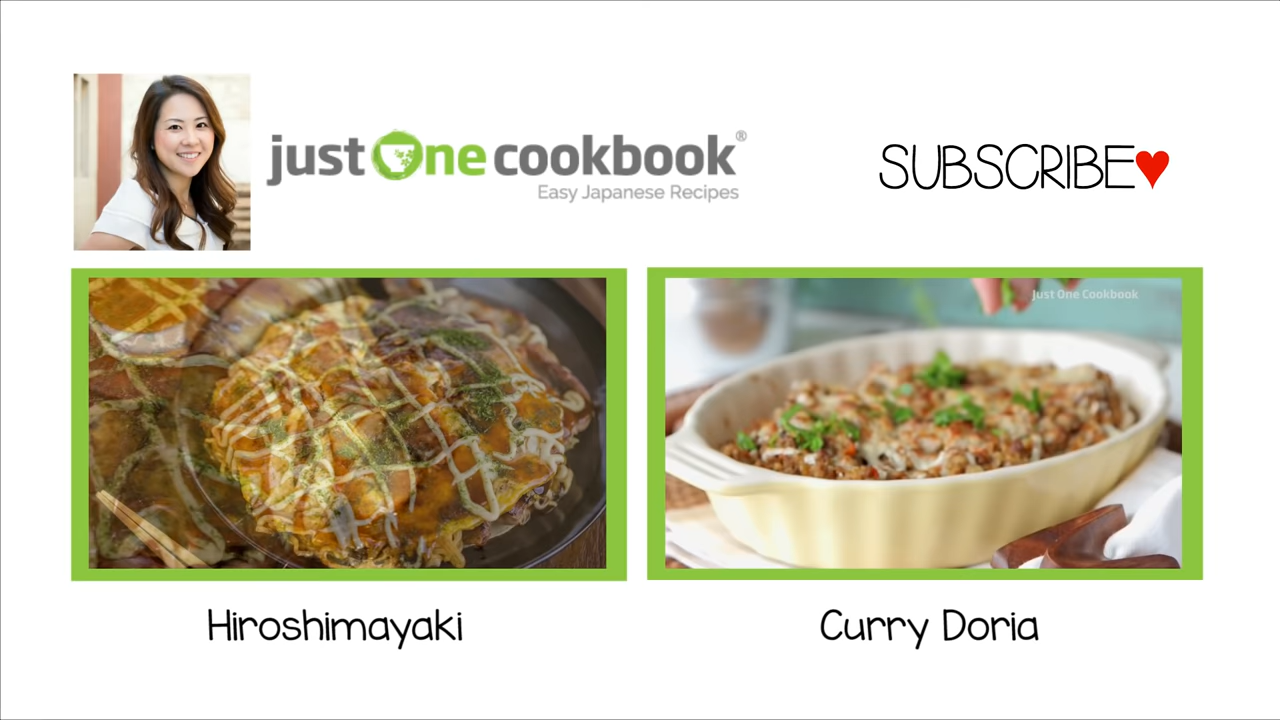 just One cookbook®
Easy Japanese Recipes
SUBSCRIBE♥
Just One Cookbook
Hiroshimayaki
Curry Doria